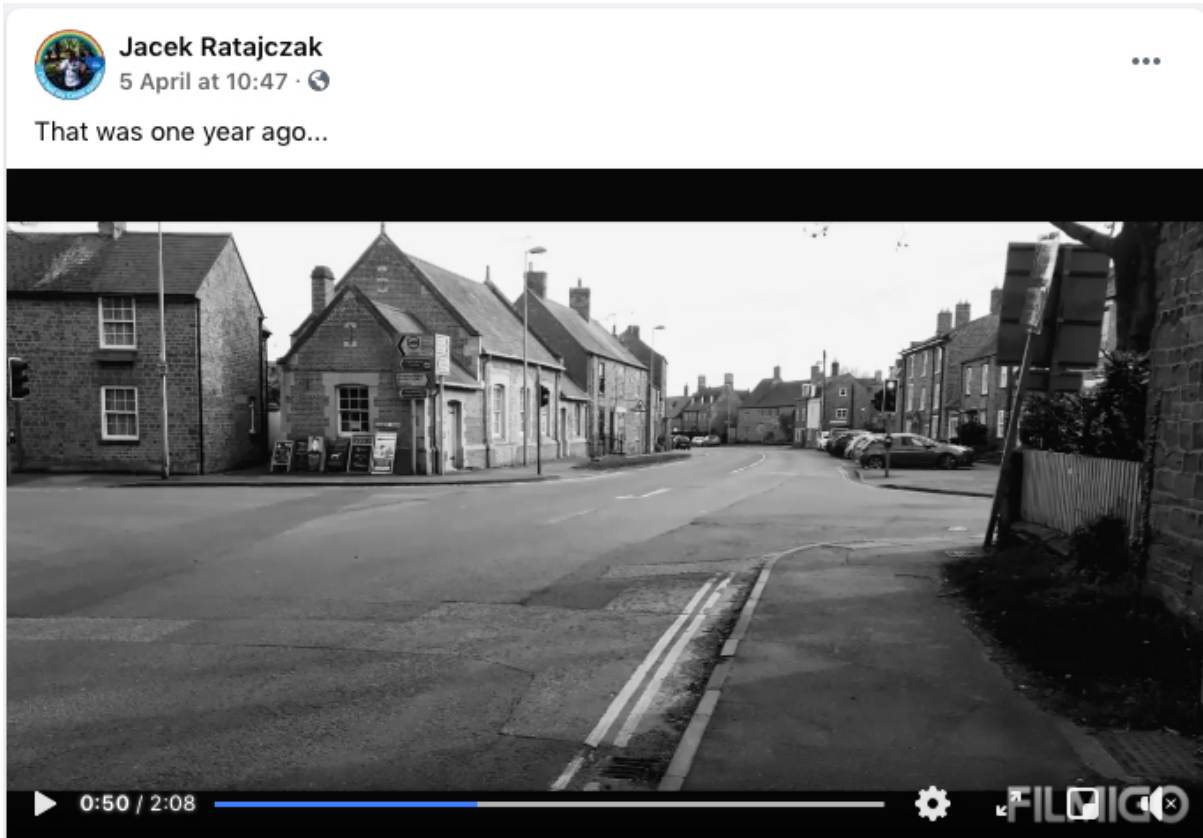 Jacek Ratajczak
5 April at 10:47 ·
That was one year ago...
0:50 / 2:08
FILMIGO